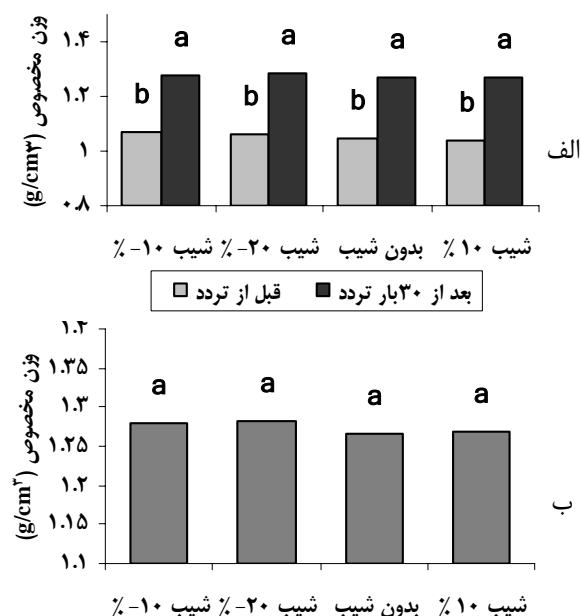 وزن مخصوص (g/cm۳)
۱.۴
۱.۲
۱
۰.۸
a a a a
b b b b
شیب ۱۰- ٪ شیب ۲۰- ٪ بدون شیب شیب ۱۰ ٪
الف
قبل از تردد بعد از ۳۰بار تردد
وزن مخصوص (g/cm۳)
۱.۳۵
۱.۳
۱.۲۵
۱.۲
۱.۱۵
۱.۱
a a a a
شیب ۱۰- ٪ شیب ۲۰- ٪ بدون شیب شیب ۱۰ ٪
ب